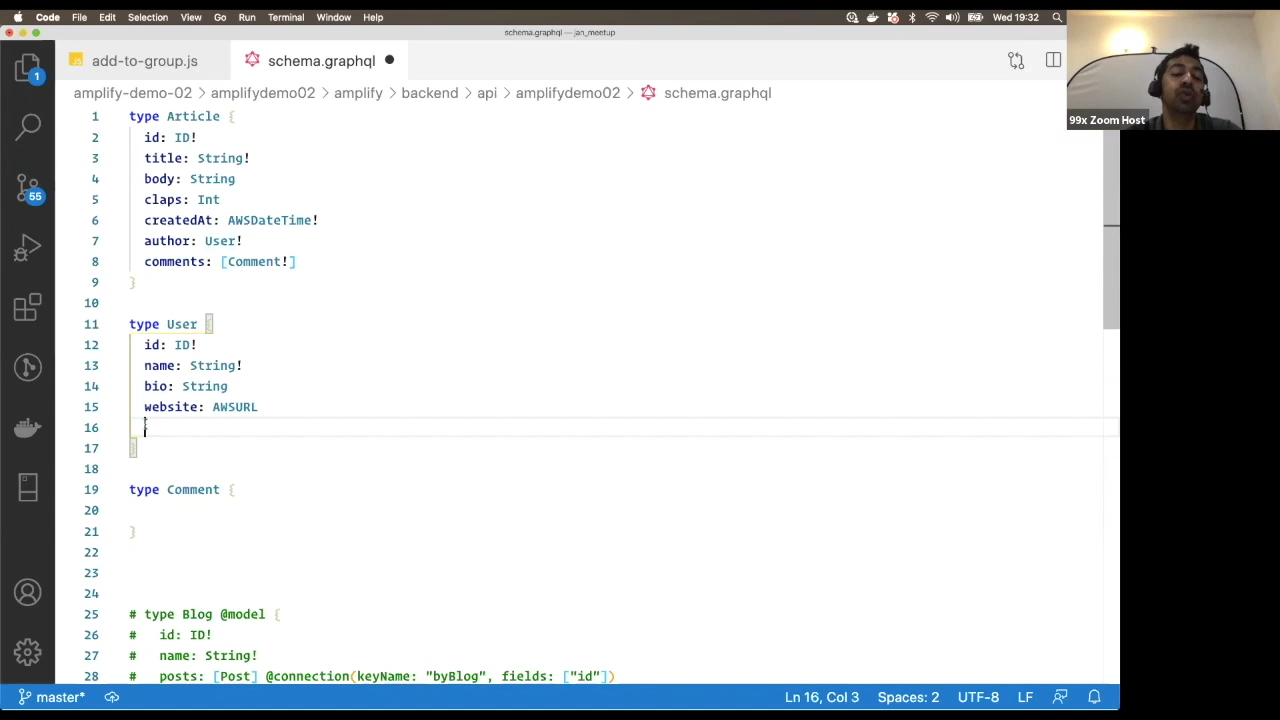 Code File Edit Selection View Go Run Terminal Window Help Wed 19:32
schema.graphql — jan_meetup
add-to-group.js schema.graphql
amplify-demo-02 > amplifydemo02 > amplify > backend > api > amplifydemo02 > schema.graphql
1 type Article {
2 id: ID!
3 title: String!
4 body: String
5 claps: Int
6 createdAt: AWSDateTime!
7 author: User!
8 comments: [Comment!]
9 }
10
11 type User {
12 id: ID!
13 name: String!
14 bio: String
15 website: AWSURL
16
17 }
18
19 type Comment {
20
21 }
22
23
24
25 # type Blog @model {
26 # id: ID!
27 # name: String!
28 # posts: [Post] @connection(keyName: "byBlog", fields: ["id"])
1
55
99x Zoom Host
master* Ln 16, Col 3 Spaces: 2 UTF-8 LF